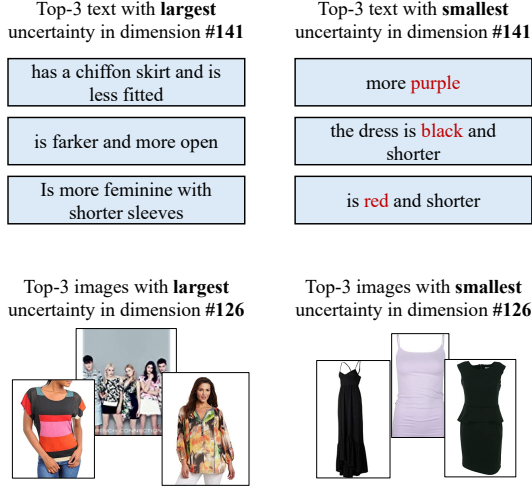 Top-3 text with largest
uncertainty in dimension #141
has a chiffon skirt and is
less fitted
is farker and more open
Is more feminine with
shorter sleeves
Top-3 text with smallest
uncertainty in dimension #141
more purple
the dress is black and
shorter
is red and shorter
Top-3 images with largest
uncertainty in dimension #126
Top-3 images with smallest
uncertainty in dimension #126